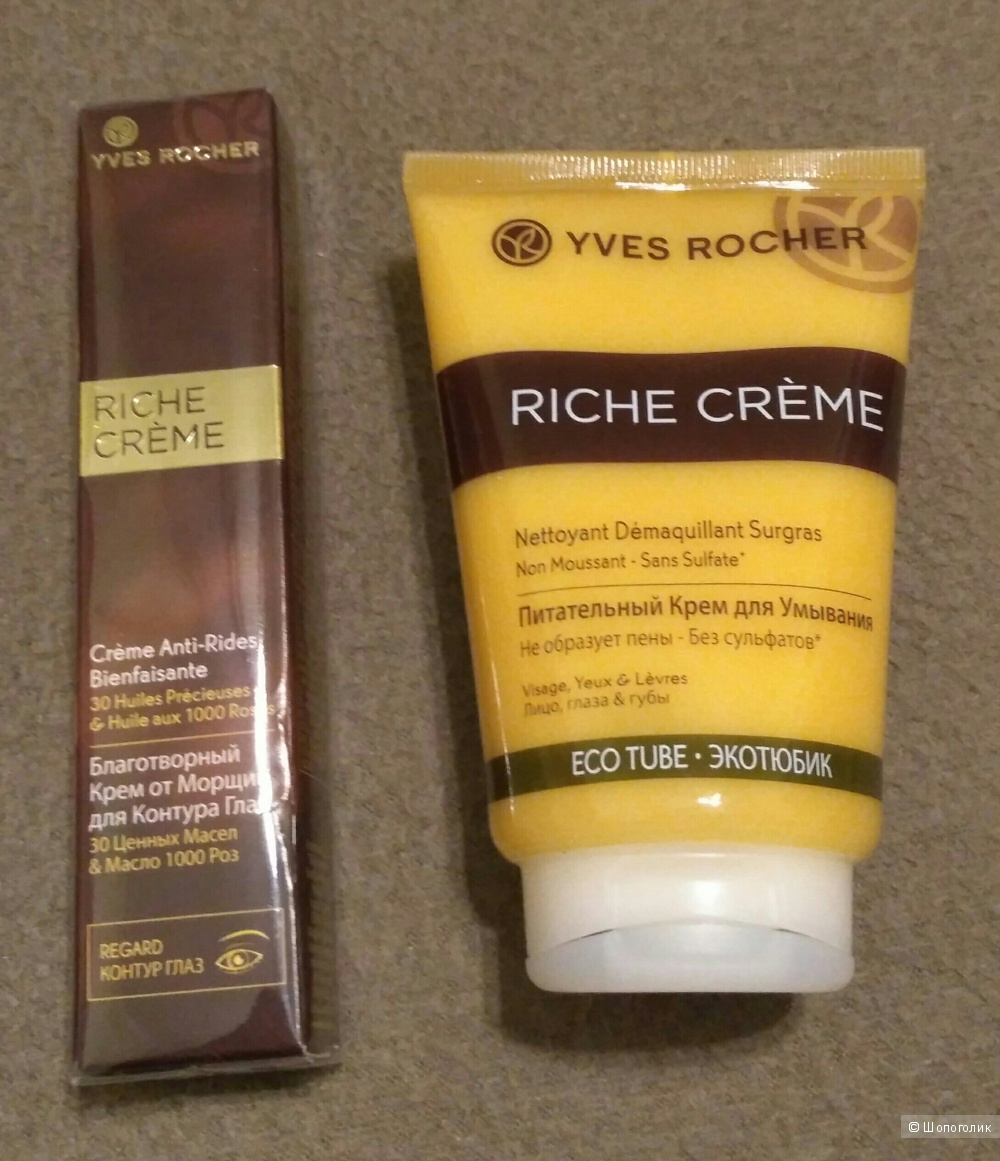 YVES ROCHER
RICHE
CRÈME
Crème Anti-Rides
Bienfaisante
30 Huiles Précieuses
& Huile aux 1000 Roses
Благотворный
Крем от Морщин
для Контура Глаз
30 Ценных Масел
& Масло 1000 Роз
REGARD
КОНТУР ГЛАЗ
YVES ROCHER
RICHE CRÈME
Nettoyant Démaquillant Surgras
Non Moussant - Sans Sulfate*
Питательный Крем для Умывания
Не образует пены - Без сульфатов*
Visage, Yeux & Lèvres
Лицо, глаза & губы
ECO TUBE • ЭКОТЮБИК
© Шопоголик